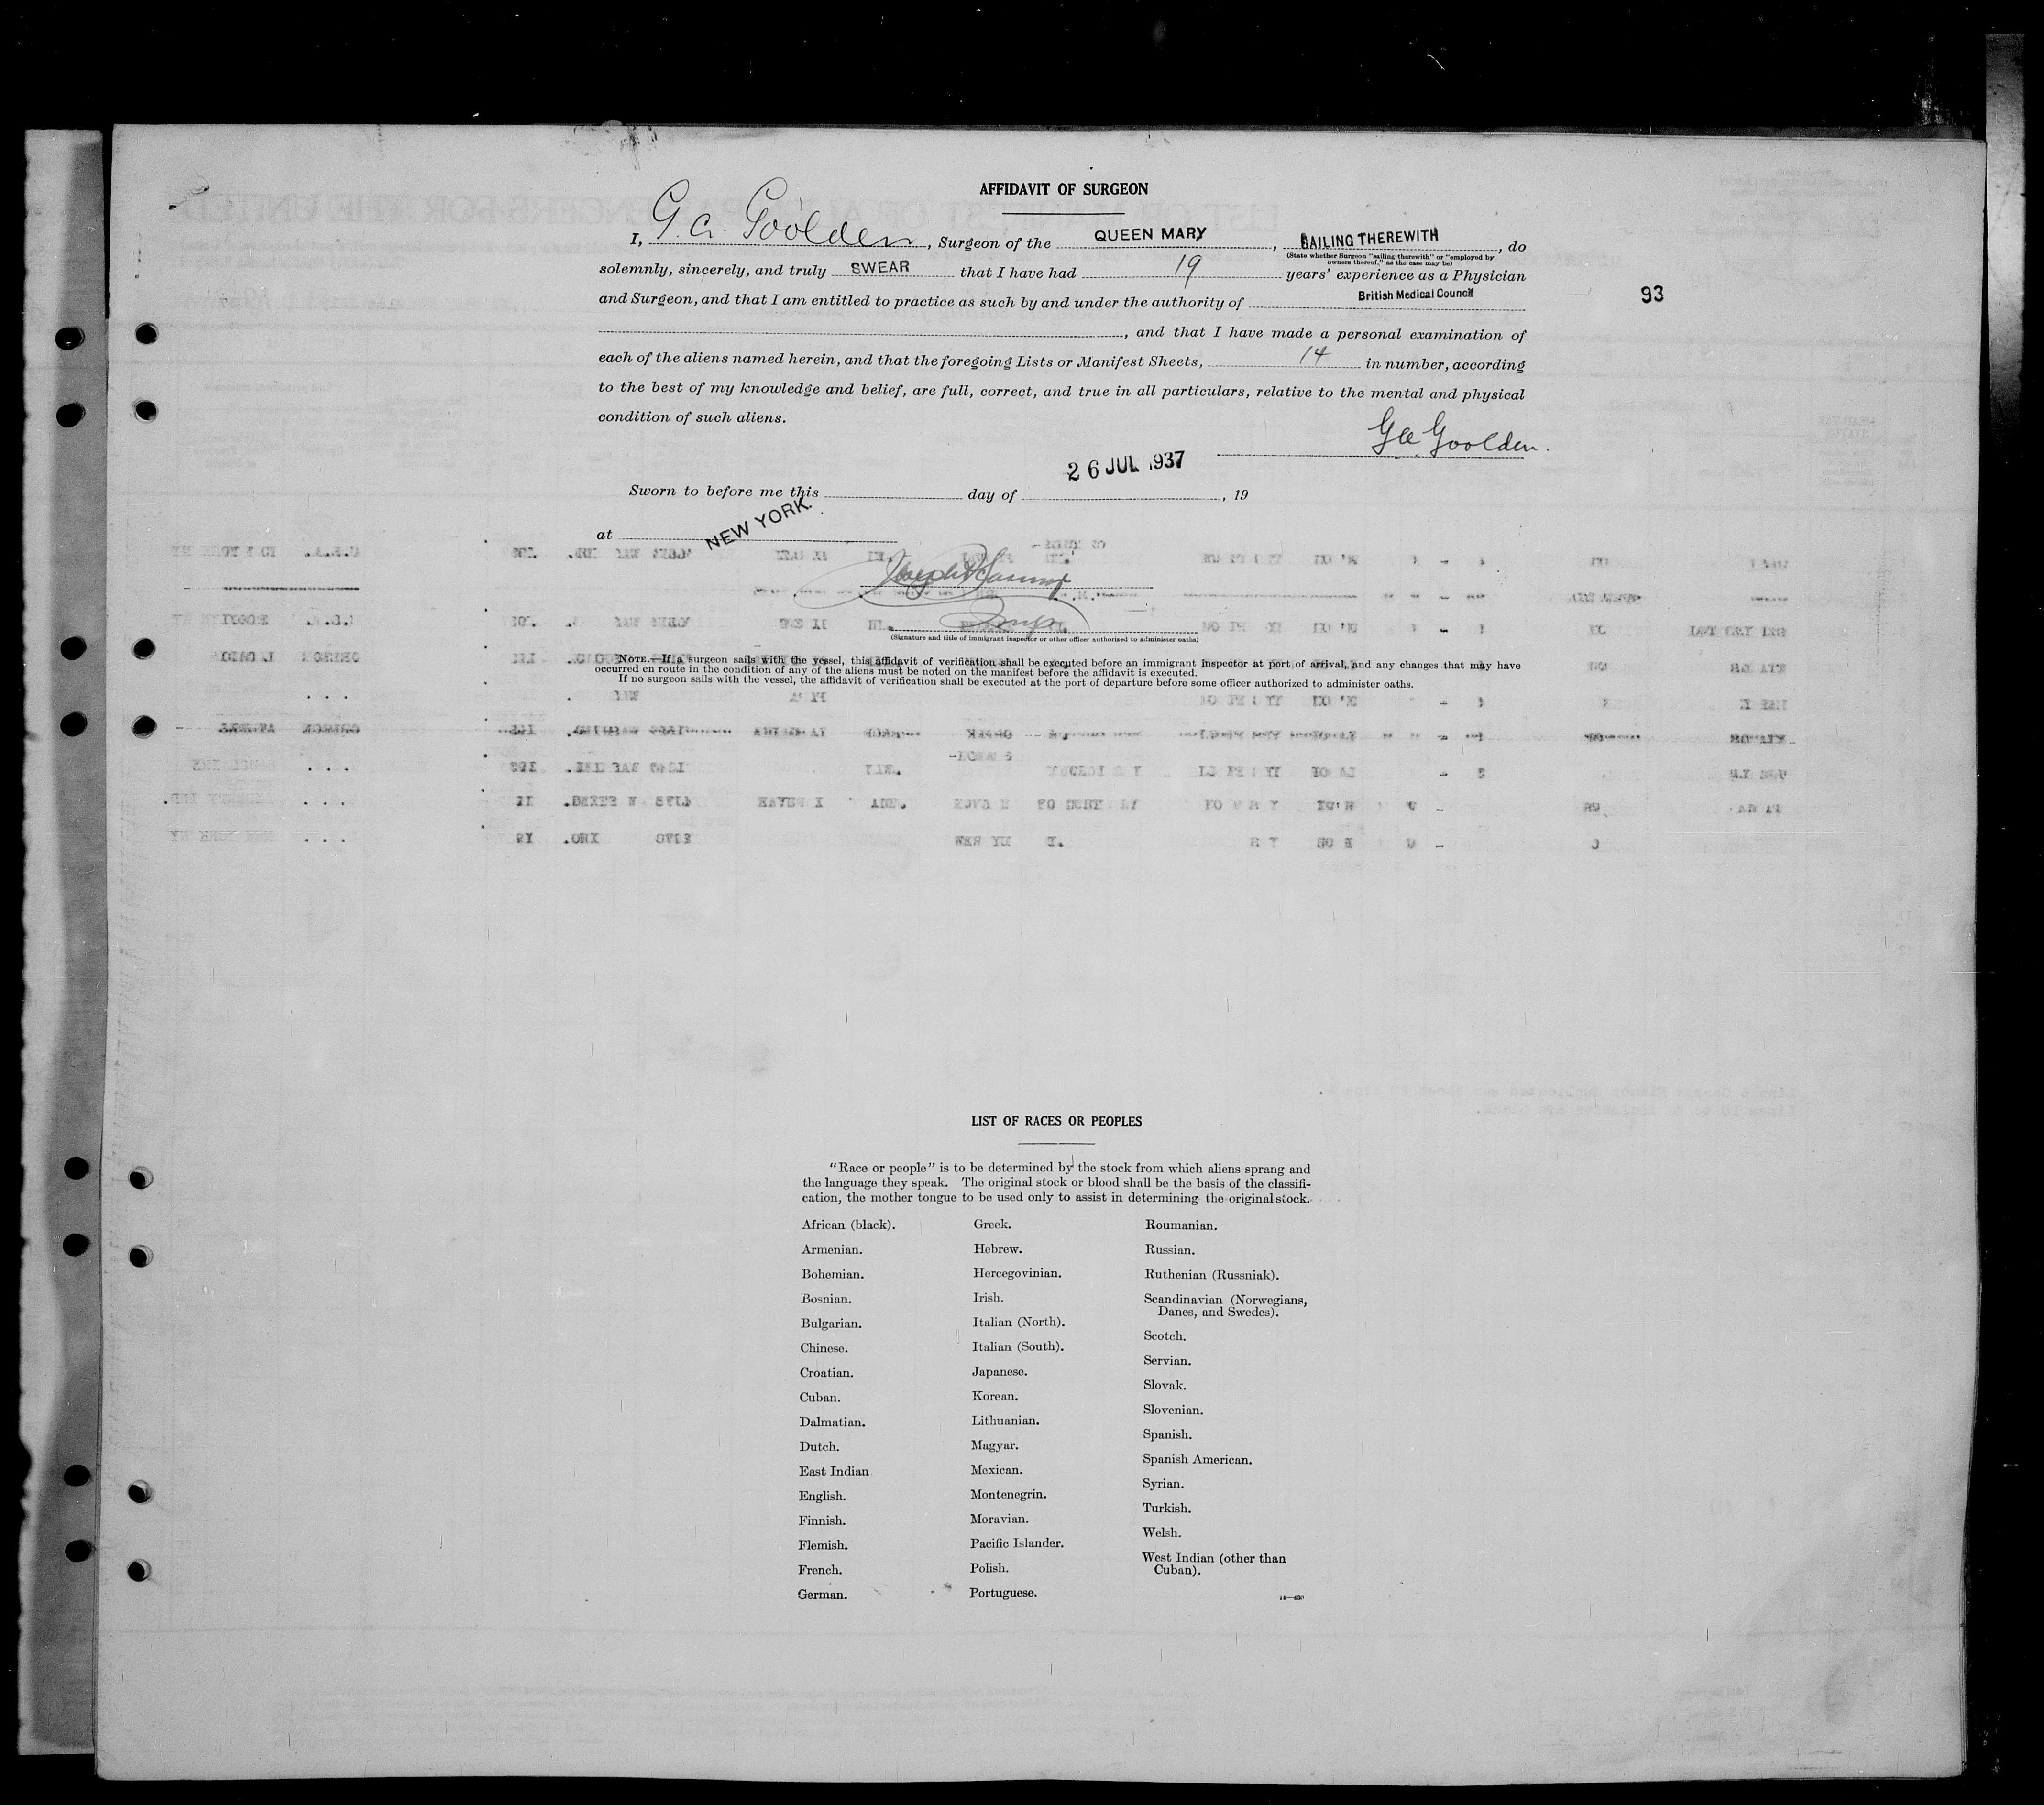 AFFIDAVIT OF SURGEON
I, G. A. Goolden, Surgeon of the QUEEN MARY, SAILING THEREWITH, do
(State whether Surgeon "sailing therewith" or "employed by
owners thereof," as the case may be)
solemnly, sincerely, and truly SWEAR that I have had 19 years' experience as a Physician
and Surgeon, and that I am entitled to practice as such by and under the authority of British Medical Council
93
, and that I have made a personal examination of
each of the aliens named herein, and that the foregoing Lists or Manifest Sheets, 14 in number, according
to the best of my knowledge and belief, are full, correct, and true in all particulars, relative to the mental and physical
condition of such aliens.
GA Goolden.
26 JUL 1937
Sworn to before me this day of , 19
at NEW YORK.
(Signature and title of immigrant inspector or other officer authorized to administer oaths)
NOTE.—If a surgeon sails with the vessel, this affidavit of verification shall be executed before an immigrant inspector at port of arrival, and any changes that may have
occurred en route in the condition of any of the aliens must be noted on the manifest before the affidavit is executed.
If no surgeon sails with the vessel, the affidavit of verification shall be executed at the port of departure before some officer authorized to administer oaths.
LIST OF RACES OR PEOPLES
"Race or people" is to be determined by the stock from which aliens sprang and
the language they speak. The original stock or blood shall be the basis of the classifi-
cation, the mother tongue to be used only to assist in determining the original stock.
African (black).
Armenian.
Bohemian.
Bosnian.
Bulgarian.
Chinese.
Croatian.
Cuban.
Dalmatian.
Dutch.
East Indian
English.
Finnish.
Flemish.
French.
German.
Greek.
Hebrew.
Hercegovinian.
Irish.
Italian (North).
Italian (South).
Japanese.
Korean.
Lithuanian.
Magyar.
Mexican.
Montenegrin.
Moravian.
Pacific Islander.
Polish.
Portuguese.
Roumanian.
Russian.
Ruthenian (Russniak).
Scandinavian (Norwegians,
Danes, and Swedes).
Scotch.
Servian.
Slovak.
Slovenian.
Spanish.
Spanish American.
Syrian.
Turkish.
Welsh.
West Indian (other than
Cuban).